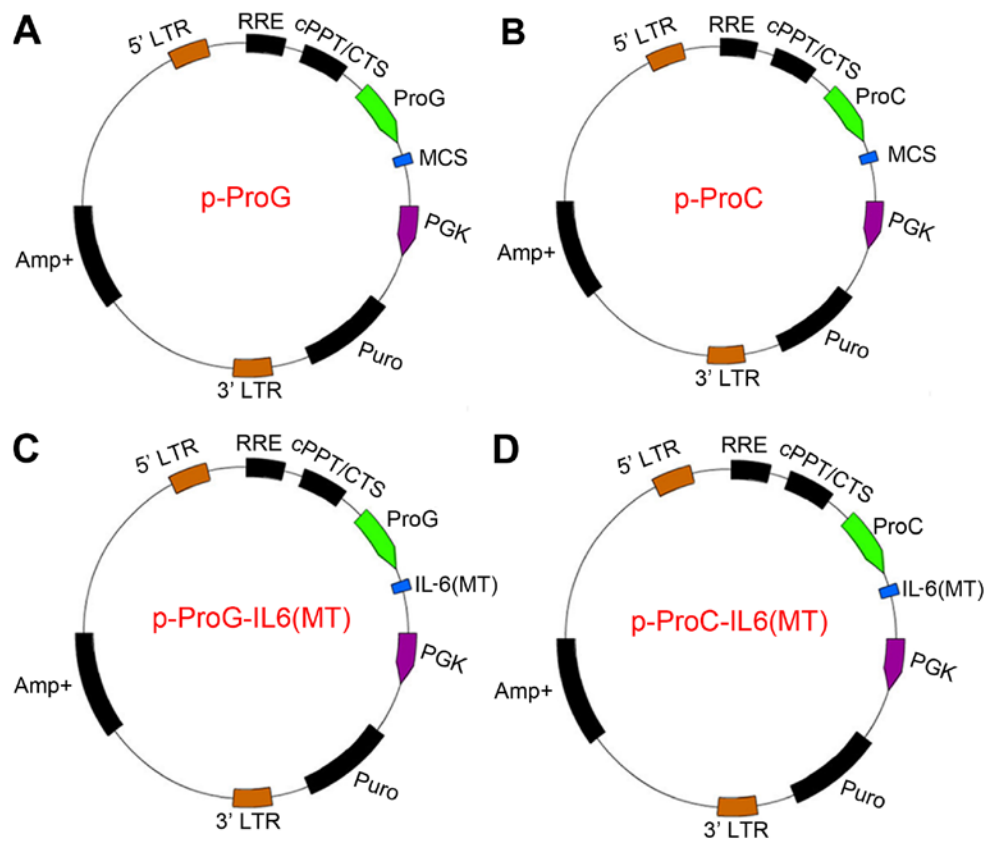 A
5' LTR
RRE
cPPT/CTS
ProG
MCS
p-ProG
PGK
Amp+
Puro
3' LTR
B
5' LTR
RRE
cPPT/CTS
ProC
MCS
p-ProC
PGK
Amp+
Puro
3' LTR
C
5' LTR
RRE
cPPT/CTS
ProG
IL-6(MT)
p-ProG-IL6(MT)
PGK
Amp+
Puro
3' LTR
D
5' LTR
RRE
cPPT/CTS
ProC
IL-6(MT)
p-ProC-IL6(MT)
PGK
Amp+
Puro
3' LTR